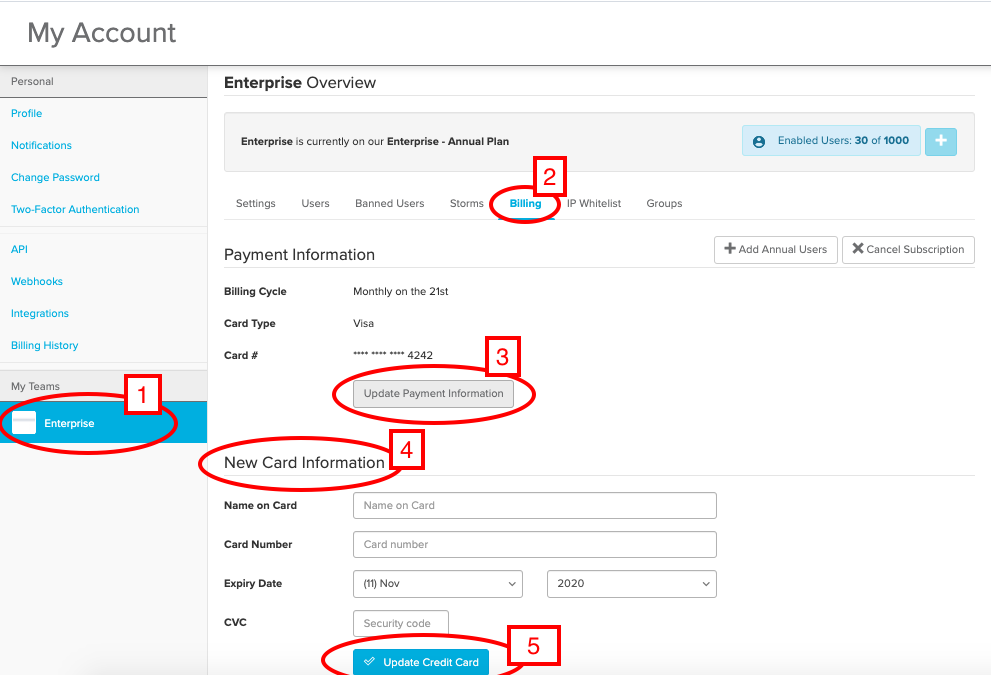 My Account
Personal
Profile
Notifications
Change Password
Two-Factor Authentication
API
Webhooks
Integrations
Billing History
My Teams
1
Enterprise
Enterprise Overview
Enterprise is currently on our Enterprise - Annual Plan
Enabled Users: 30 of 1000
+
2
Settings Users Banned Users Storms Billing IP Whitelist Groups
Payment Information
Add Annual Users
Cancel Subscription
Billing Cycle Monthly on the 21st
Card Type Visa
Card # **** **** **** 4242
3
Update Payment Information
4
New Card Information
Name on Card Name on Card
Card Number Card number
Expiry Date (11) Nov 2020
CVC Security code
5
Update Credit Card